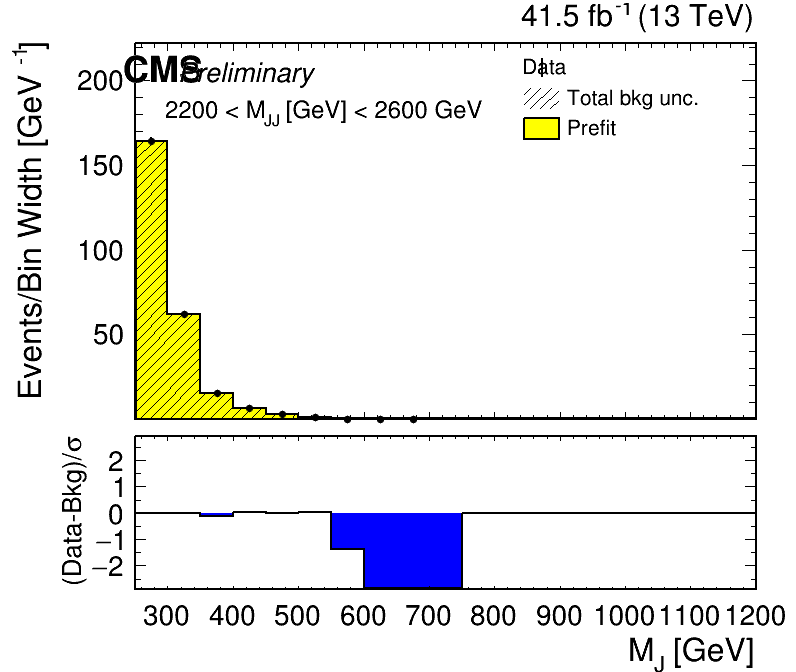 41.5 fb⁻¹ (13 TeV)
CMS Preliminary
2200 < M_JJ [GeV] < 2600 GeV
Data
Total bkg unc.
Prefit
Events/Bin Width [GeV⁻¹]
200
150
100
50
(Data-Bkg)/σ
2
1
0
−1
−2
300 400 500 600 700 800 900 1000 1100 1200
M_J [GeV]